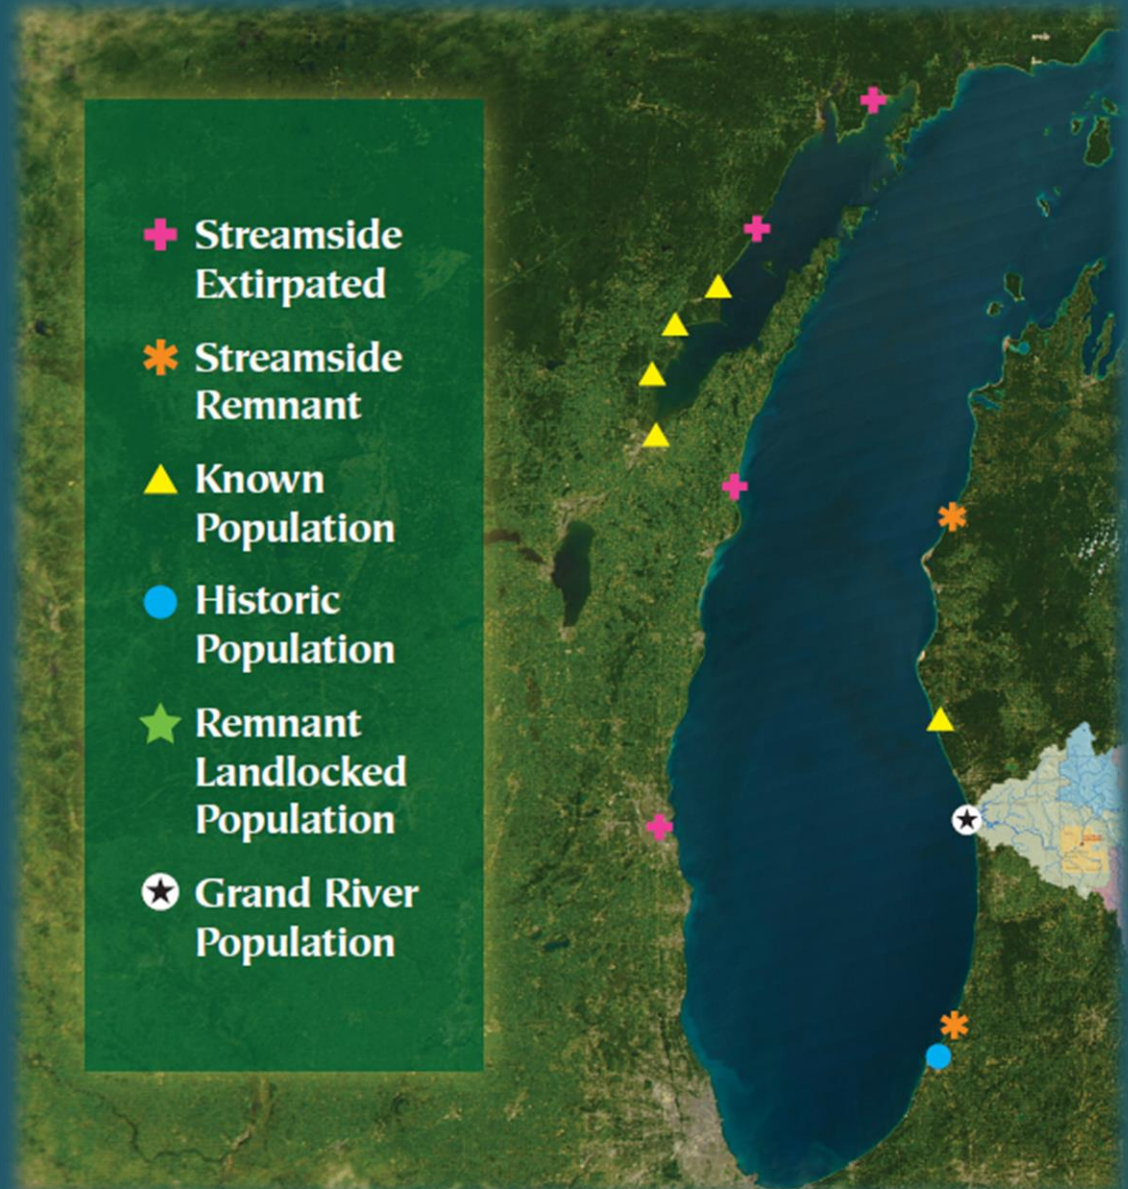 Streamside
Extirpated
Streamside
Remnant
Known
Population
Historic
Population
Remnant
Landlocked
Population
Grand River
Population